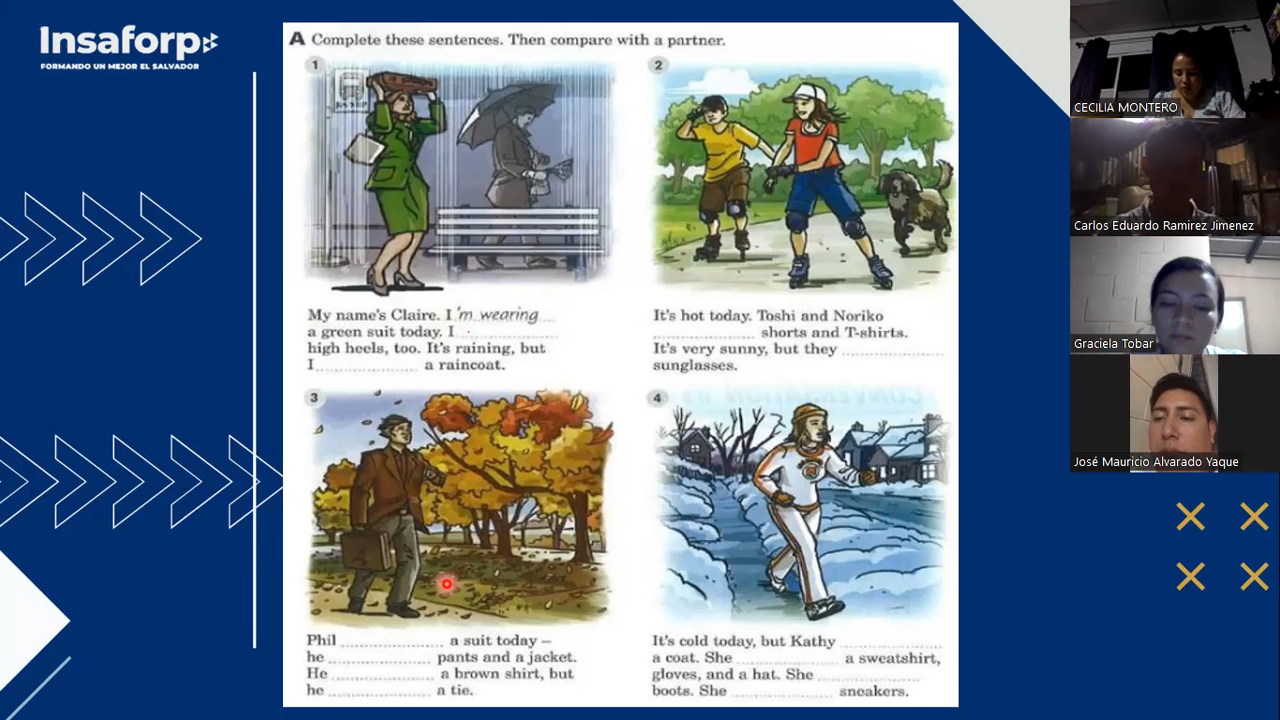 Insaforp
FORMANDO UN MEJOR EL SALVADOR
A Complete these sentences. Then compare with a partner.
1
My name's Claire. I 'm wearing
a green suit today. I
high heels, too. It's raining, but
I a raincoat.
2
It's hot today. Toshi and Noriko
shorts and T-shirts.
It's very sunny, but they
sunglasses.
3
Phil a suit today –
he pants and a jacket.
He a brown shirt, but
he a tie.
4
It's cold today, but Kathy
a coat. She a sweatshirt,
gloves, and a hat. She
boots. She sneakers.
CECILIA MONTERO
Carlos Eduardo Ramirez Jimenez
Graciela Tobar
José Mauricio Alvarado Yaque